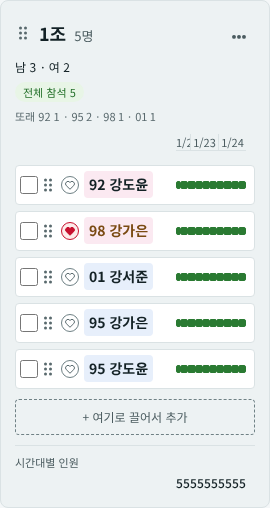 1조 5명
남 3 · 여 2
전체 참석 5
또래 92 1 · 95 2 · 98 1 · 01 1
1/23 1/24
92 강도윤
98 강가은
01 강서준
95 강가은
95 강도윤
+ 여기로 끌어서 추가
시간대별 인원
5555555555